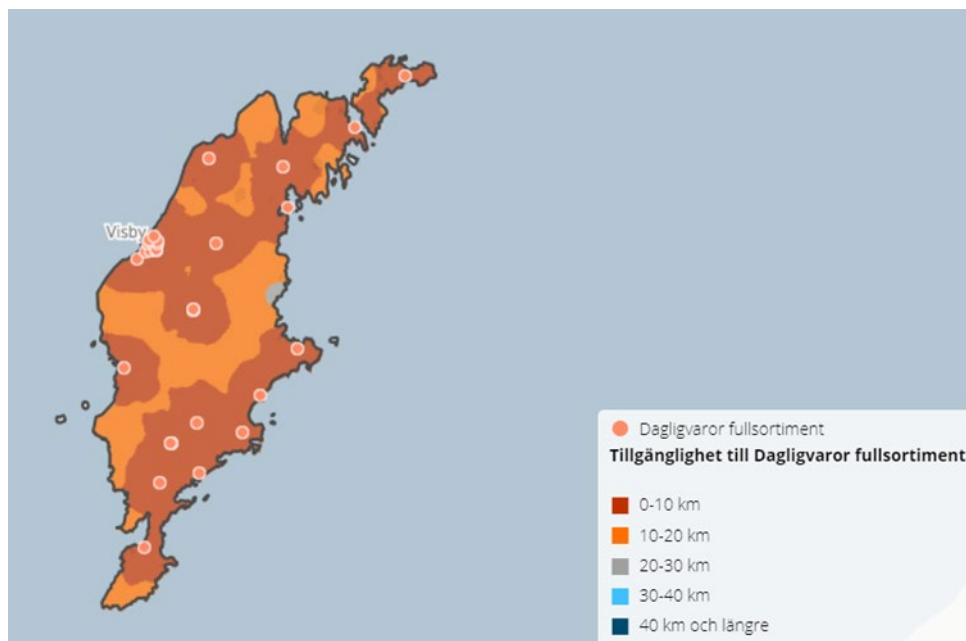 Visby
Dagligvaror fullsortiment
Tillgänglighet till Dagligvaror fullsortiment
0-10 km
10-20 km
20-30 km
30-40 km
40 km och längre